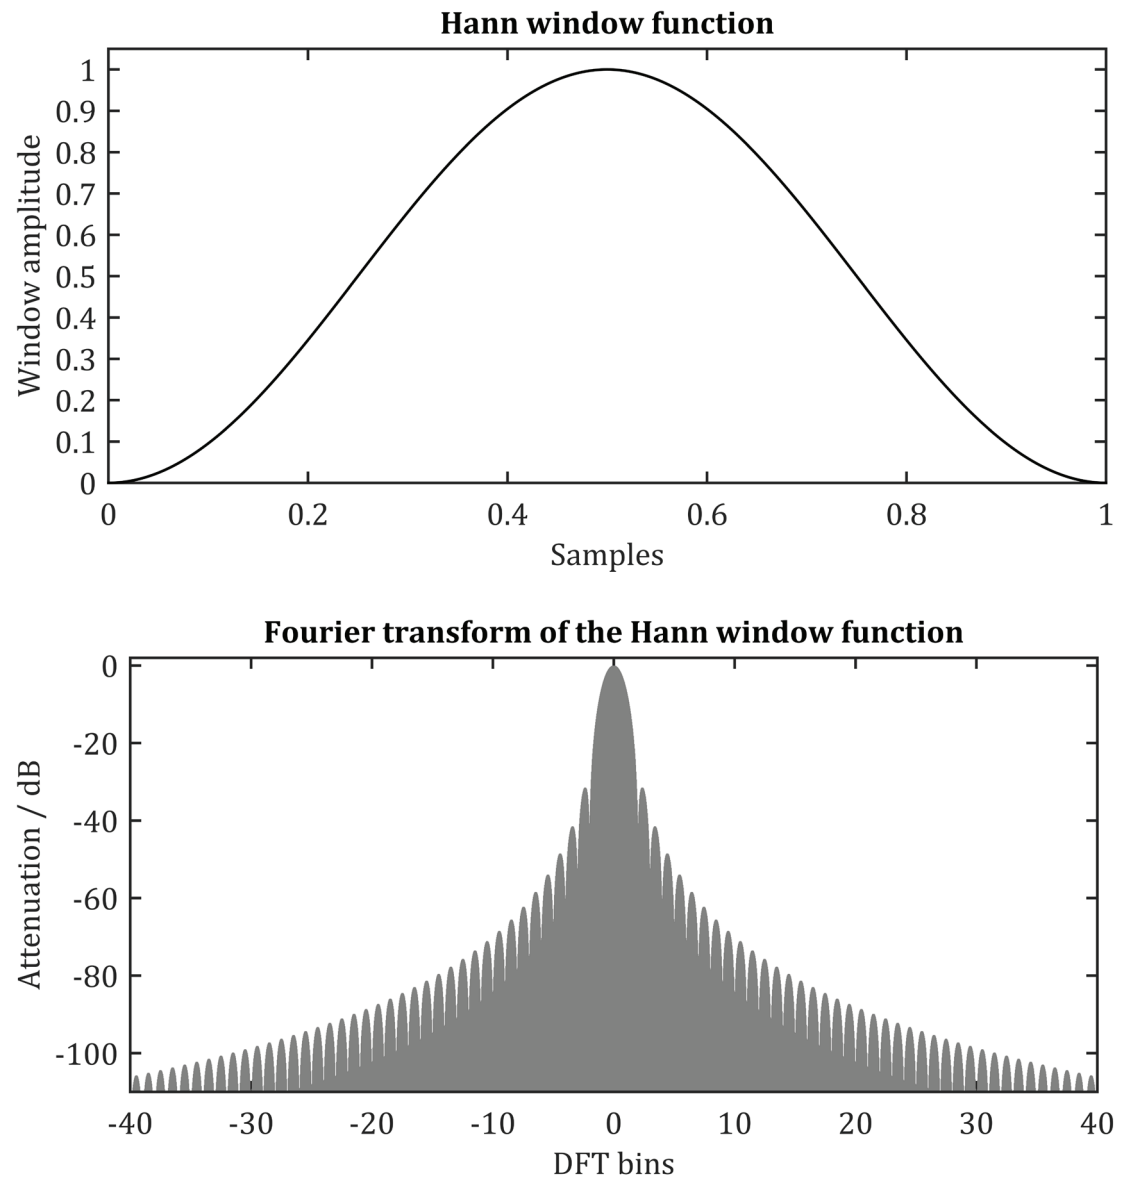 Hann window function
Window amplitude
1
0.9
0.8
0.7
0.6
0.5
0.4
0.3
0.2
0.1
0
0 0.2 0.4 0.6 0.8 1
Samples
Fourier transform of the Hann window function
Attenuation / dB
0
-20
-40
-60
-80
-100
-40 -30 -20 -10 0 10 20 30 40
DFT bins